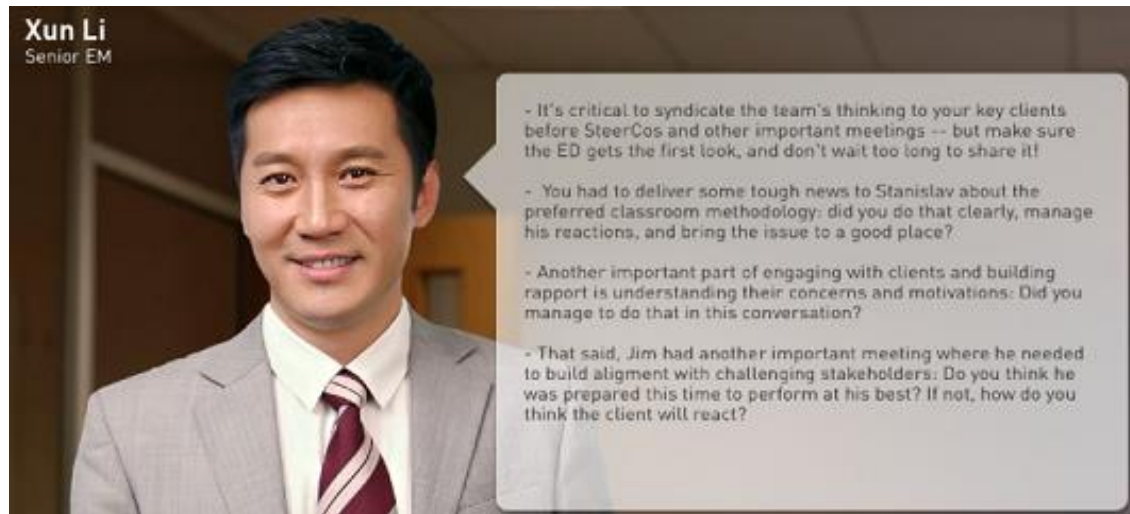 Xun Li
Senior EM
- It's critical to syndicate the team's thinking to your key clients
before SteerCos and other important meetings -- but make sure
the ED gets the first look, and don't wait too long to share it!
- You had to deliver some tough news to Stanislav about the
preferred classroom methodology: did you do that clearly, manage
his reactions, and bring the issue to a good place?
- Another important part of engaging with clients and building
rapport is understanding their concerns and motivations: Did you
manage to do that in this conversation?
- That said, Jim had another important meeting where he needed
to build aligment with challenging stakeholders: Do you think he
was prepared this time to perform at his best? If not, how do you
think the client will react?